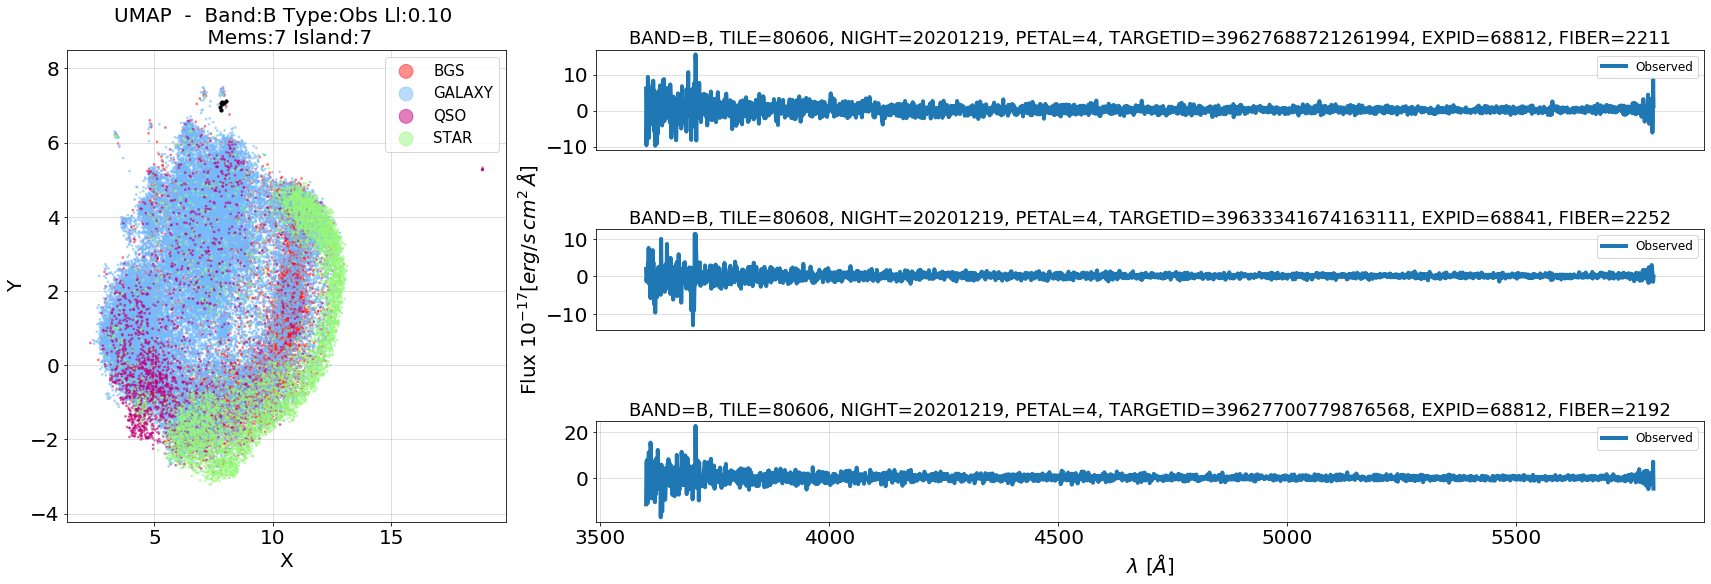 UMAP - Band:B Type:Obs Ll:0.10
Mems:7 Island:7
8
6
4
2
0
−2
−4
Y
5
10
15
X
BGS
GALAXY
QSO
STAR
Flux 10^{-17}[erg/s cm^2 Å]
BAND=B, TILE=80606, NIGHT=20201219, PETAL=4, TARGETID=39627688721261994, EXPID=68812, FIBER=2211
10
0
−10
Observed
BAND=B, TILE=80608, NIGHT=20201219, PETAL=4, TARGETID=39633341674163111, EXPID=68841, FIBER=2252
10
0
−10
Observed
BAND=B, TILE=80606, NIGHT=20201219, PETAL=4, TARGETID=39627700779876568, EXPID=68812, FIBER=2192
20
0
Observed
3500
4000
4500
5000
5500
λ [Å]